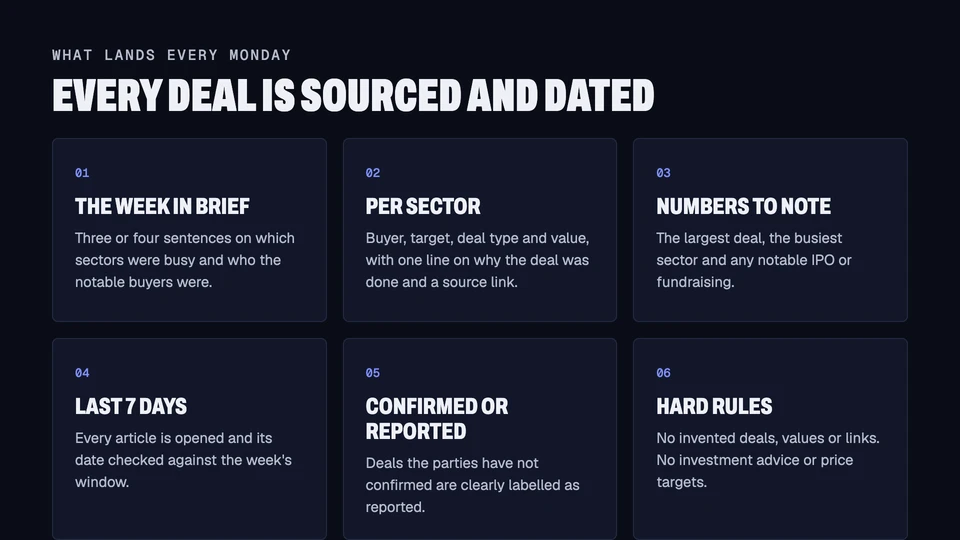 WHAT LANDS EVERY MONDAY
EVERY DEAL IS SOURCED AND DATED
01
THE WEEK IN BRIEF
Three or four sentences on which
sectors were busy and who the
notable buyers were.
02
PER SECTOR
Buyer, target, deal type and value,
with one line on why the deal was
done and a source link.
03
NUMBERS TO NOTE
The largest deal, the busiest
sector and any notable IPO or
fundraising.
04
LAST 7 DAYS
Every article is opened and its
date checked against the week's
window.
05
CONFIRMED OR
REPORTED
Deals the parties have not
confirmed are clearly labelled as
reported.
06
HARD RULES
No invented deals, values or links.
No investment advice or price
targets.